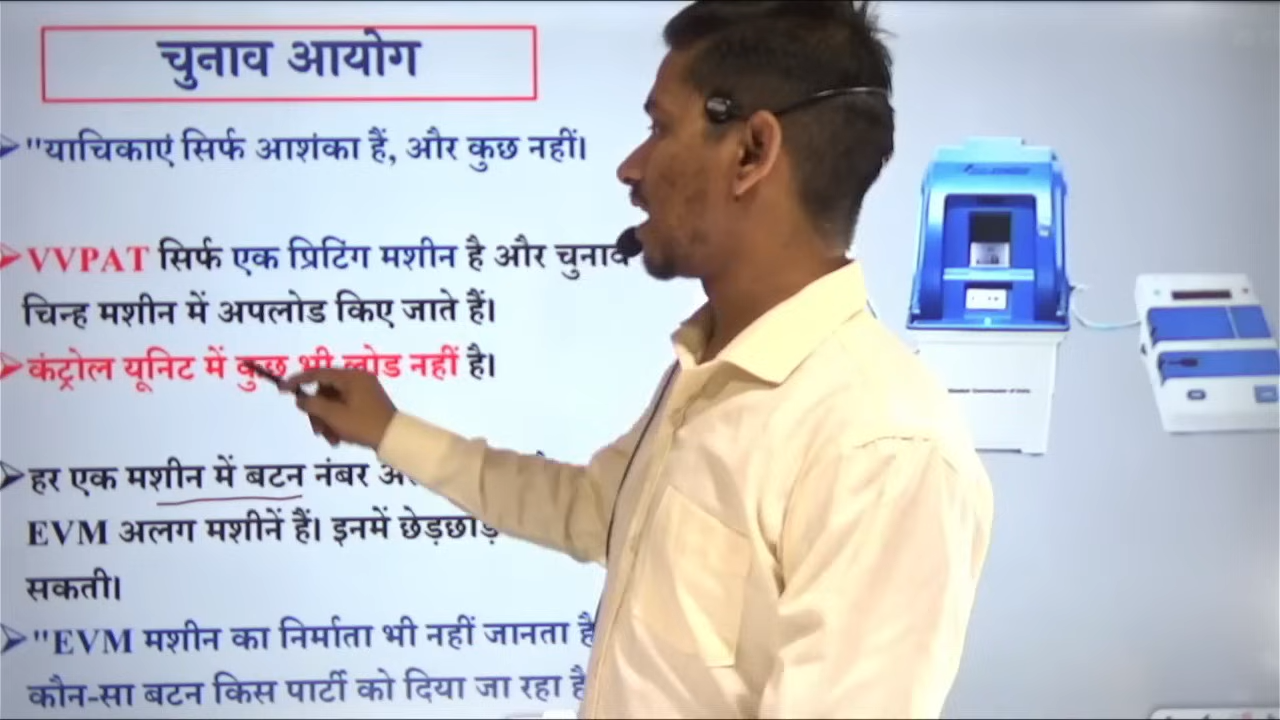 चुनाव आयोग
"याचिकाएं सिर्फ आशंका हैं, और कुछ नहीं।
VVPAT सिर्फ एक प्रिटिंग मशीन है और चुनाव
चिन्ह मशीन में अपलोड किए जाते हैं।
कंट्रोल यूनिट में कुछ भी लोड नहीं है।
हर एक मशीन में बटन नंबर
EVM अलग मशीनें हैं। इनमें छेड़छाड़
सकती।
"EVM मशीन का निर्माता भी नहीं जानता है
कौन-सा बटन किस पार्टी को दिया जा रहा है